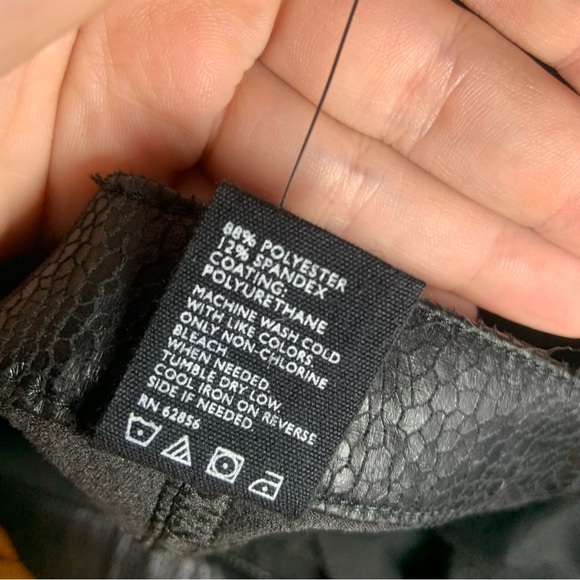 88% POLYESTER
12% SPANDEX
COATING:
POLYURETHANE
MACHINE WASH COLD
WITH LIKE COLORS
ONLY NON-CHLORINE
BLEACH
WHEN NEEDED.
TUMBLE DRY LOW.
COOL IRON ON REVERSE
SIDE IF NEEDED
RN 62856